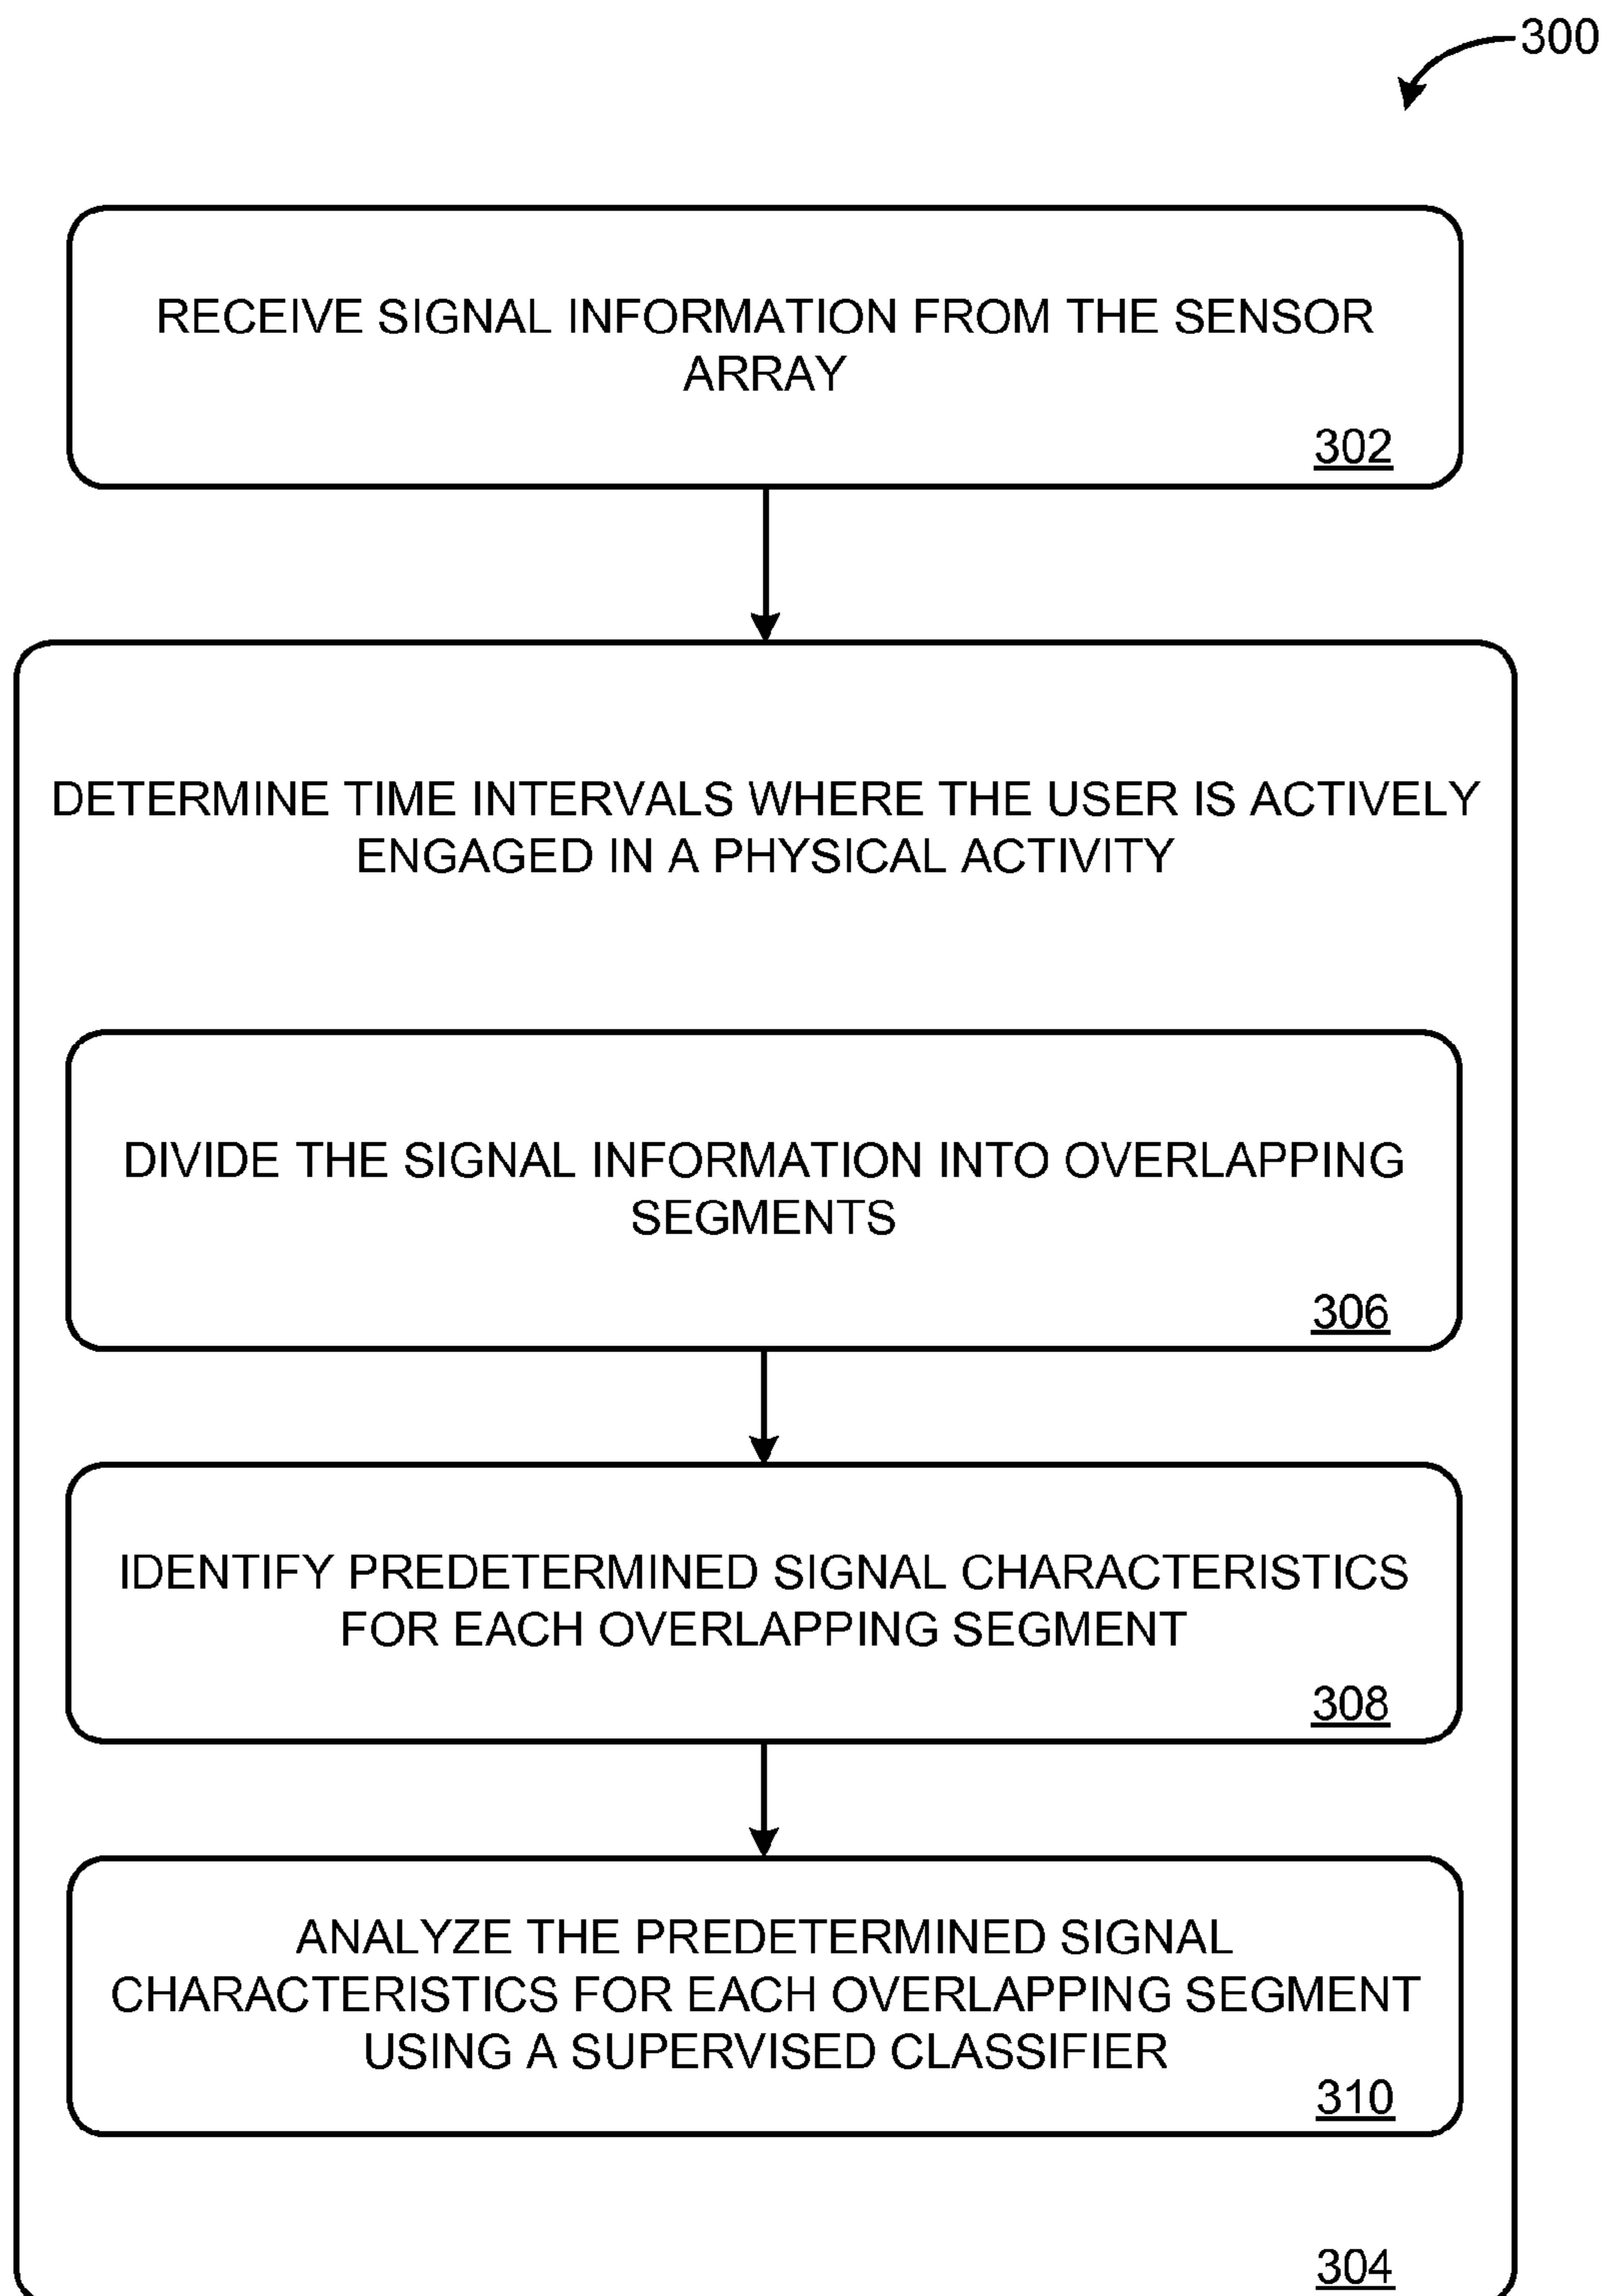 300
RECEIVE SIGNAL INFORMATION FROM THE SENSOR
ARRAY
302
DETERMINE TIME INTERVALS WHERE THE USER IS ACTIVELY
ENGAGED IN A PHYSICAL ACTIVITY
DIVIDE THE SIGNAL INFORMATION INTO OVERLAPPING
SEGMENTS
306
IDENTIFY PREDETERMINED SIGNAL CHARACTERISTICS
FOR EACH OVERLAPPING SEGMENT
308
ANALYZE THE PREDETERMINED SIGNAL
CHARACTERISTICS FOR EACH OVERLAPPING SEGMENT
USING A SUPERVISED CLASSIFIER
310
304